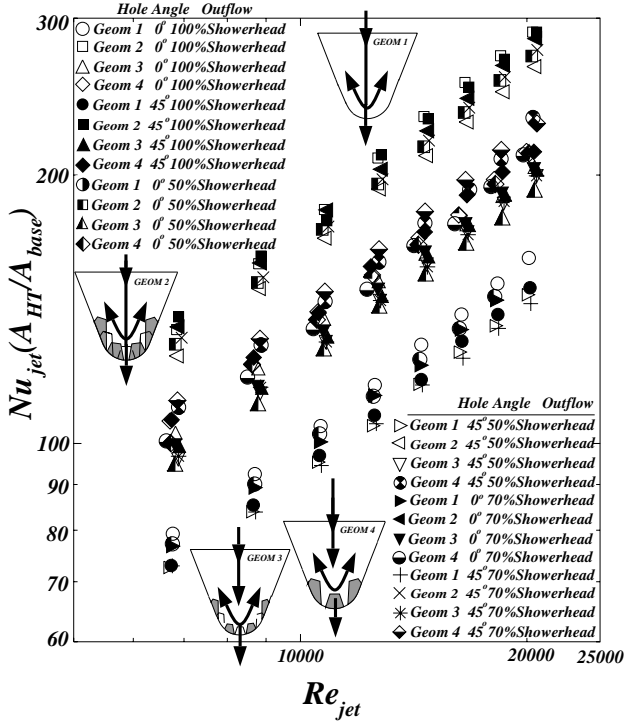 Hole Angle Outflow
Geom 1 0° 100%Showerhead
Geom 2 0° 100%Showerhead
Geom 3 0° 100%Showerhead
Geom 4 0° 100%Showerhead
Geom 1 45° 100%Showerhead
Geom 2 45° 100%Showerhead
Geom 3 45° 100%Showerhead
Geom 4 45° 100%Showerhead
Geom 1 0° 50%Showerhead
Geom 2 0° 50%Showerhead
Geom 3 0° 50%Showerhead
Geom 4 0° 50%Showerhead
GEOM 1
GEOM 2
GEOM 3
GEOM 4
Hole Angle Outflow
Geom 1 45° 50%Showerhead
Geom 2 45° 50%Showerhead
Geom 3 45° 50%Showerhead
Geom 4 45° 50%Showerhead
Geom 1 0° 70%Showerhead
Geom 2 0° 70%Showerhead
Geom 3 0° 70%Showerhead
Geom 4 0° 70%Showerhead
Geom 1 45° 70%Showerhead
Geom 2 45° 70%Showerhead
Geom 3 45° 70%Showerhead
Geom 4 45° 70%Showerhead
300
200
100
90
80
70
60
10000
20000
25000
Nu_jet(A_HT/A_base)
Re_jet